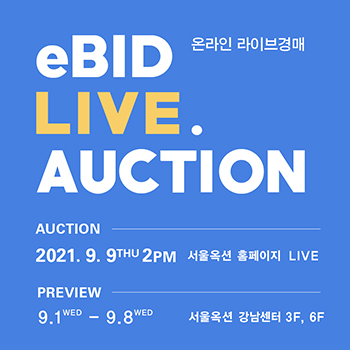 eBID 온라인 라이브경매
LIVE.
AUCTION
AUCTION
2021. 9. 9THU 2PM 서울옥션 홈페이지 LIVE
PREVIEW
9.1WED – 9.8WED 서울옥션 강남센터 3F, 6F